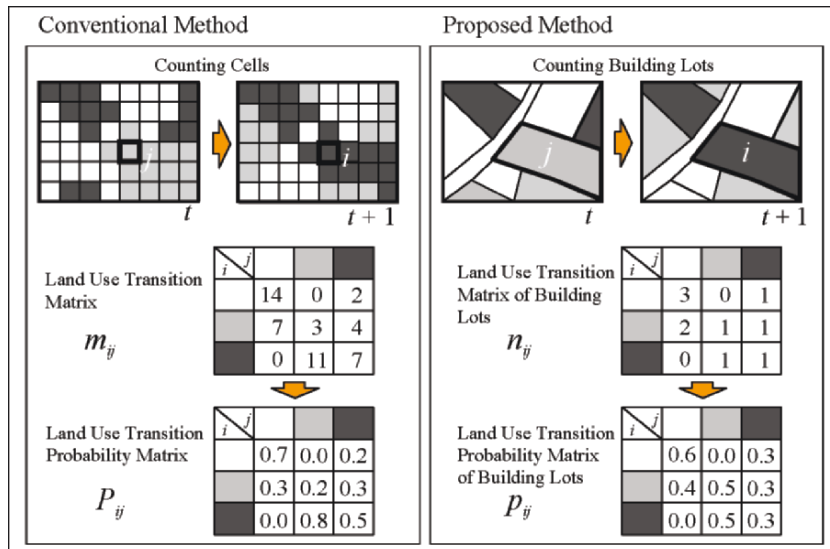 Conventional Method
Counting Cells
j
i
t
t + 1
Land Use Transition
Matrix
m ij
i j
14 0 2
7 3 4
0 11 7
Land Use Transition
Probability Matrix
P ij
i j
0.7 0.0 0.2
0.3 0.2 0.3
0.0 0.8 0.5
Proposed Method
Counting Building Lots
j
i
t
t + 1
Land Use Transition
Matrix of Building
Lots
n ij
i j
3 0 1
2 1 1
0 1 1
Land Use Transition
Probability Matrix
of Building Lots
p ij
i j
0.6 0.0 0.3
0.4 0.5 0.3
0.0 0.5 0.3